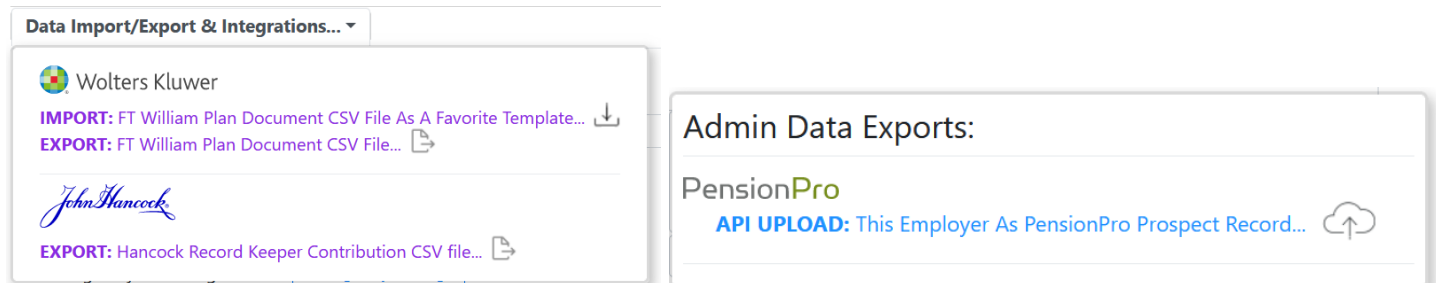 Data Import/Export & Integrations...
Wolters Kluwer
IMPORT: FT William Plan Document CSV File As A Favorite Template...
EXPORT: FT William Plan Document CSV File...
John Hancock
EXPORT: Hancock Record Keeper Contribution CSV file...
Admin Data Exports:
PensionPro
API UPLOAD: This Employer As PensionPro Prospect Record...